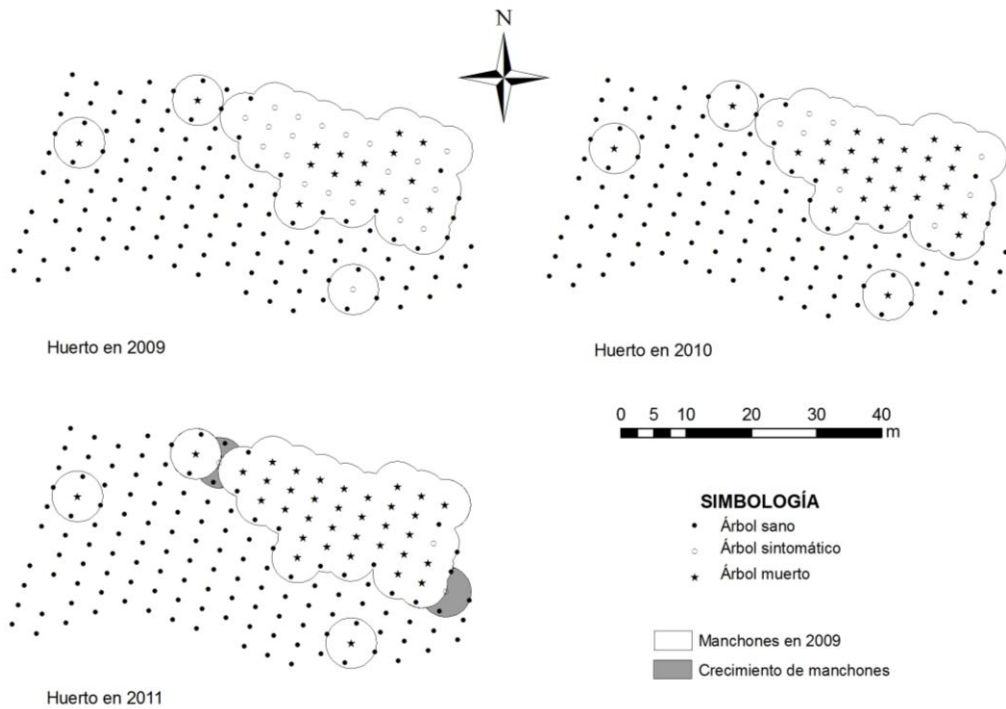 N
Huerto en 2009
Huerto en 2010
0 5 10 20 30 40
m
SIMBOLOGÍA
Árbol sano
Árbol sintomático
Árbol muerto
Manchones en 2009
Crecimiento de manchones
Huerto en 2011